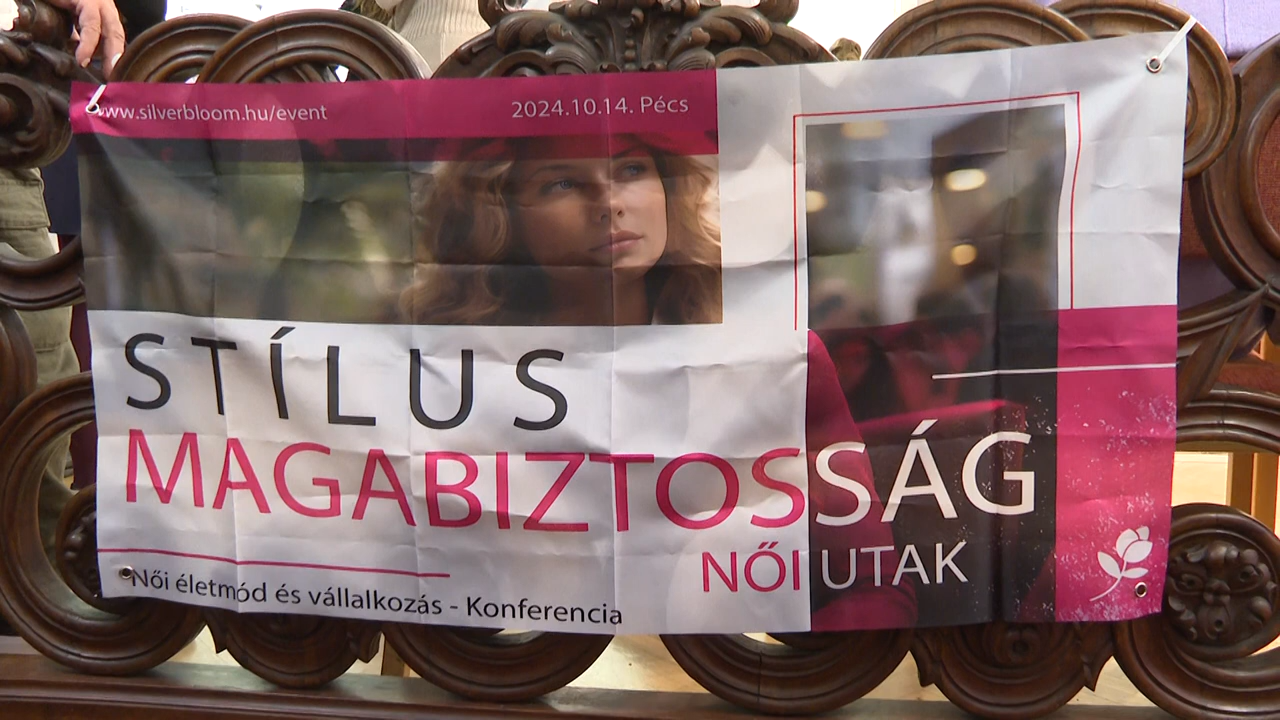 www.silverbloom.hu/event
2024.10.14. Pécs
STÍLUS
MAGABIZTOSSÁG
NŐI UTAK
Női életmód és vállalkozás - Konferencia